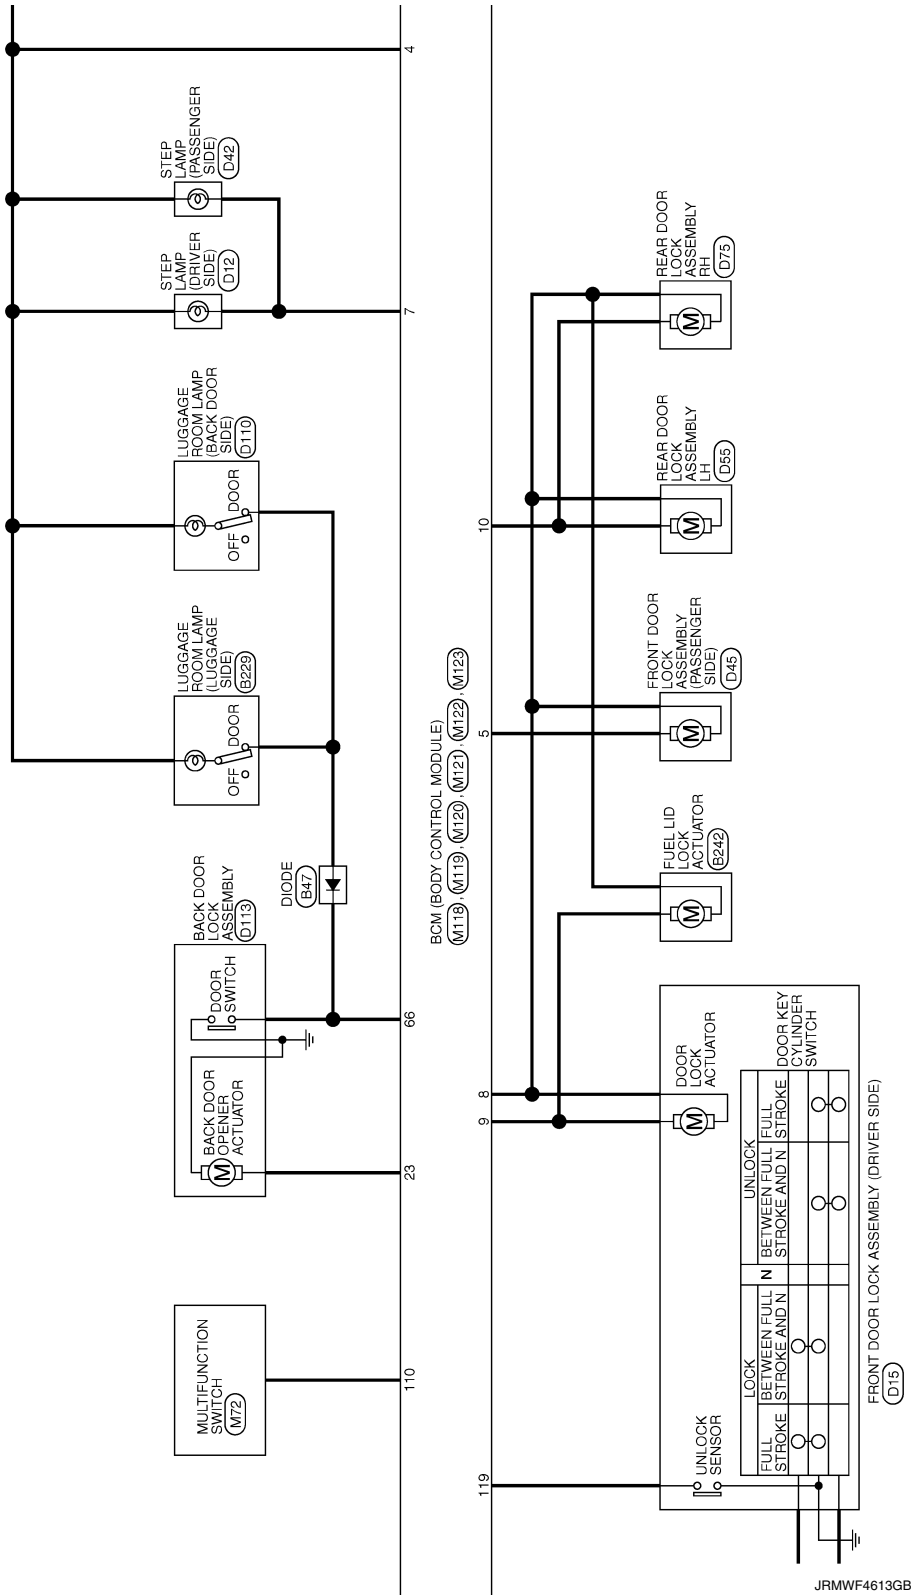 MULTIFUNCTION
SWITCH
M72
110
BACK DOOR
LOCK
ASSEMBLY
D113
BACK DOOR
OPENER
ACTUATOR
M
DOOR
SWITCH
23
66
DIODE
B47
LUGGAGE
ROOM LAMP
(LUGGAGE
SIDE)
B229
OFF
DOOR
LUGGAGE
ROOM LAMP
(BACK DOOR
SIDE)
D110
OFF
DOOR
STEP
LAMP
(DRIVER
SIDE)
D12
7
STEP
LAMP
(PASSENGER
SIDE)
D42
4
BCM (BODY CONTROL MODULE)
M118 , M119 , M120 , M121 , M122 , M123
119
9
8
5
10
UNLOCK
SENSOR
M
DOOR
LOCK
ACTUATOR
LOCK
N
UNLOCK
FULL
STROKE
BETWEEN FULL
STROKE AND N
BETWEEN FULL
STROKE AND N
FULL
STROKE
DOOR KEY
CYLINDER
SWITCH
FRONT DOOR LOCK ASSEMBLY (DRIVER SIDE)
D15
FUEL LID
LOCK
ACTUATOR
B242
M
FRONT DOOR
LOCK
ASSEMBLY
(PASSENGER
SIDE)
D45
M
REAR DOOR
LOCK
ASSEMBLY
LH
D55
M
REAR DOOR
LOCK
ASSEMBLY
RH
D75
M
JRMWF4613GB